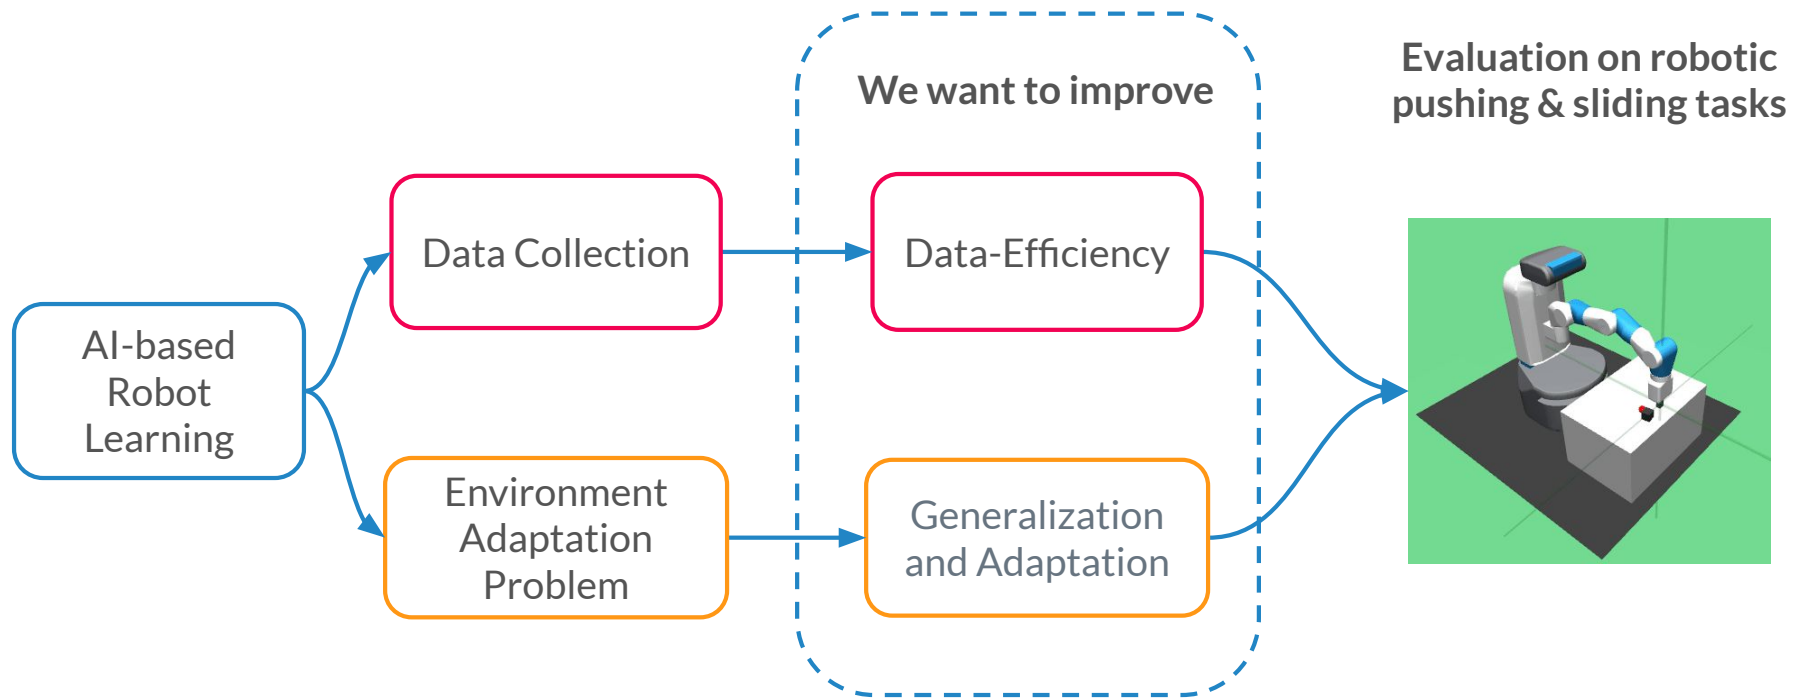 We want to improve
Evaluation on robotic
pushing & sliding tasks
Data Collection
Data-Efficiency
AI-based
Robot
Learning
Environment
Adaptation
Problem
Generalization
and Adaptation